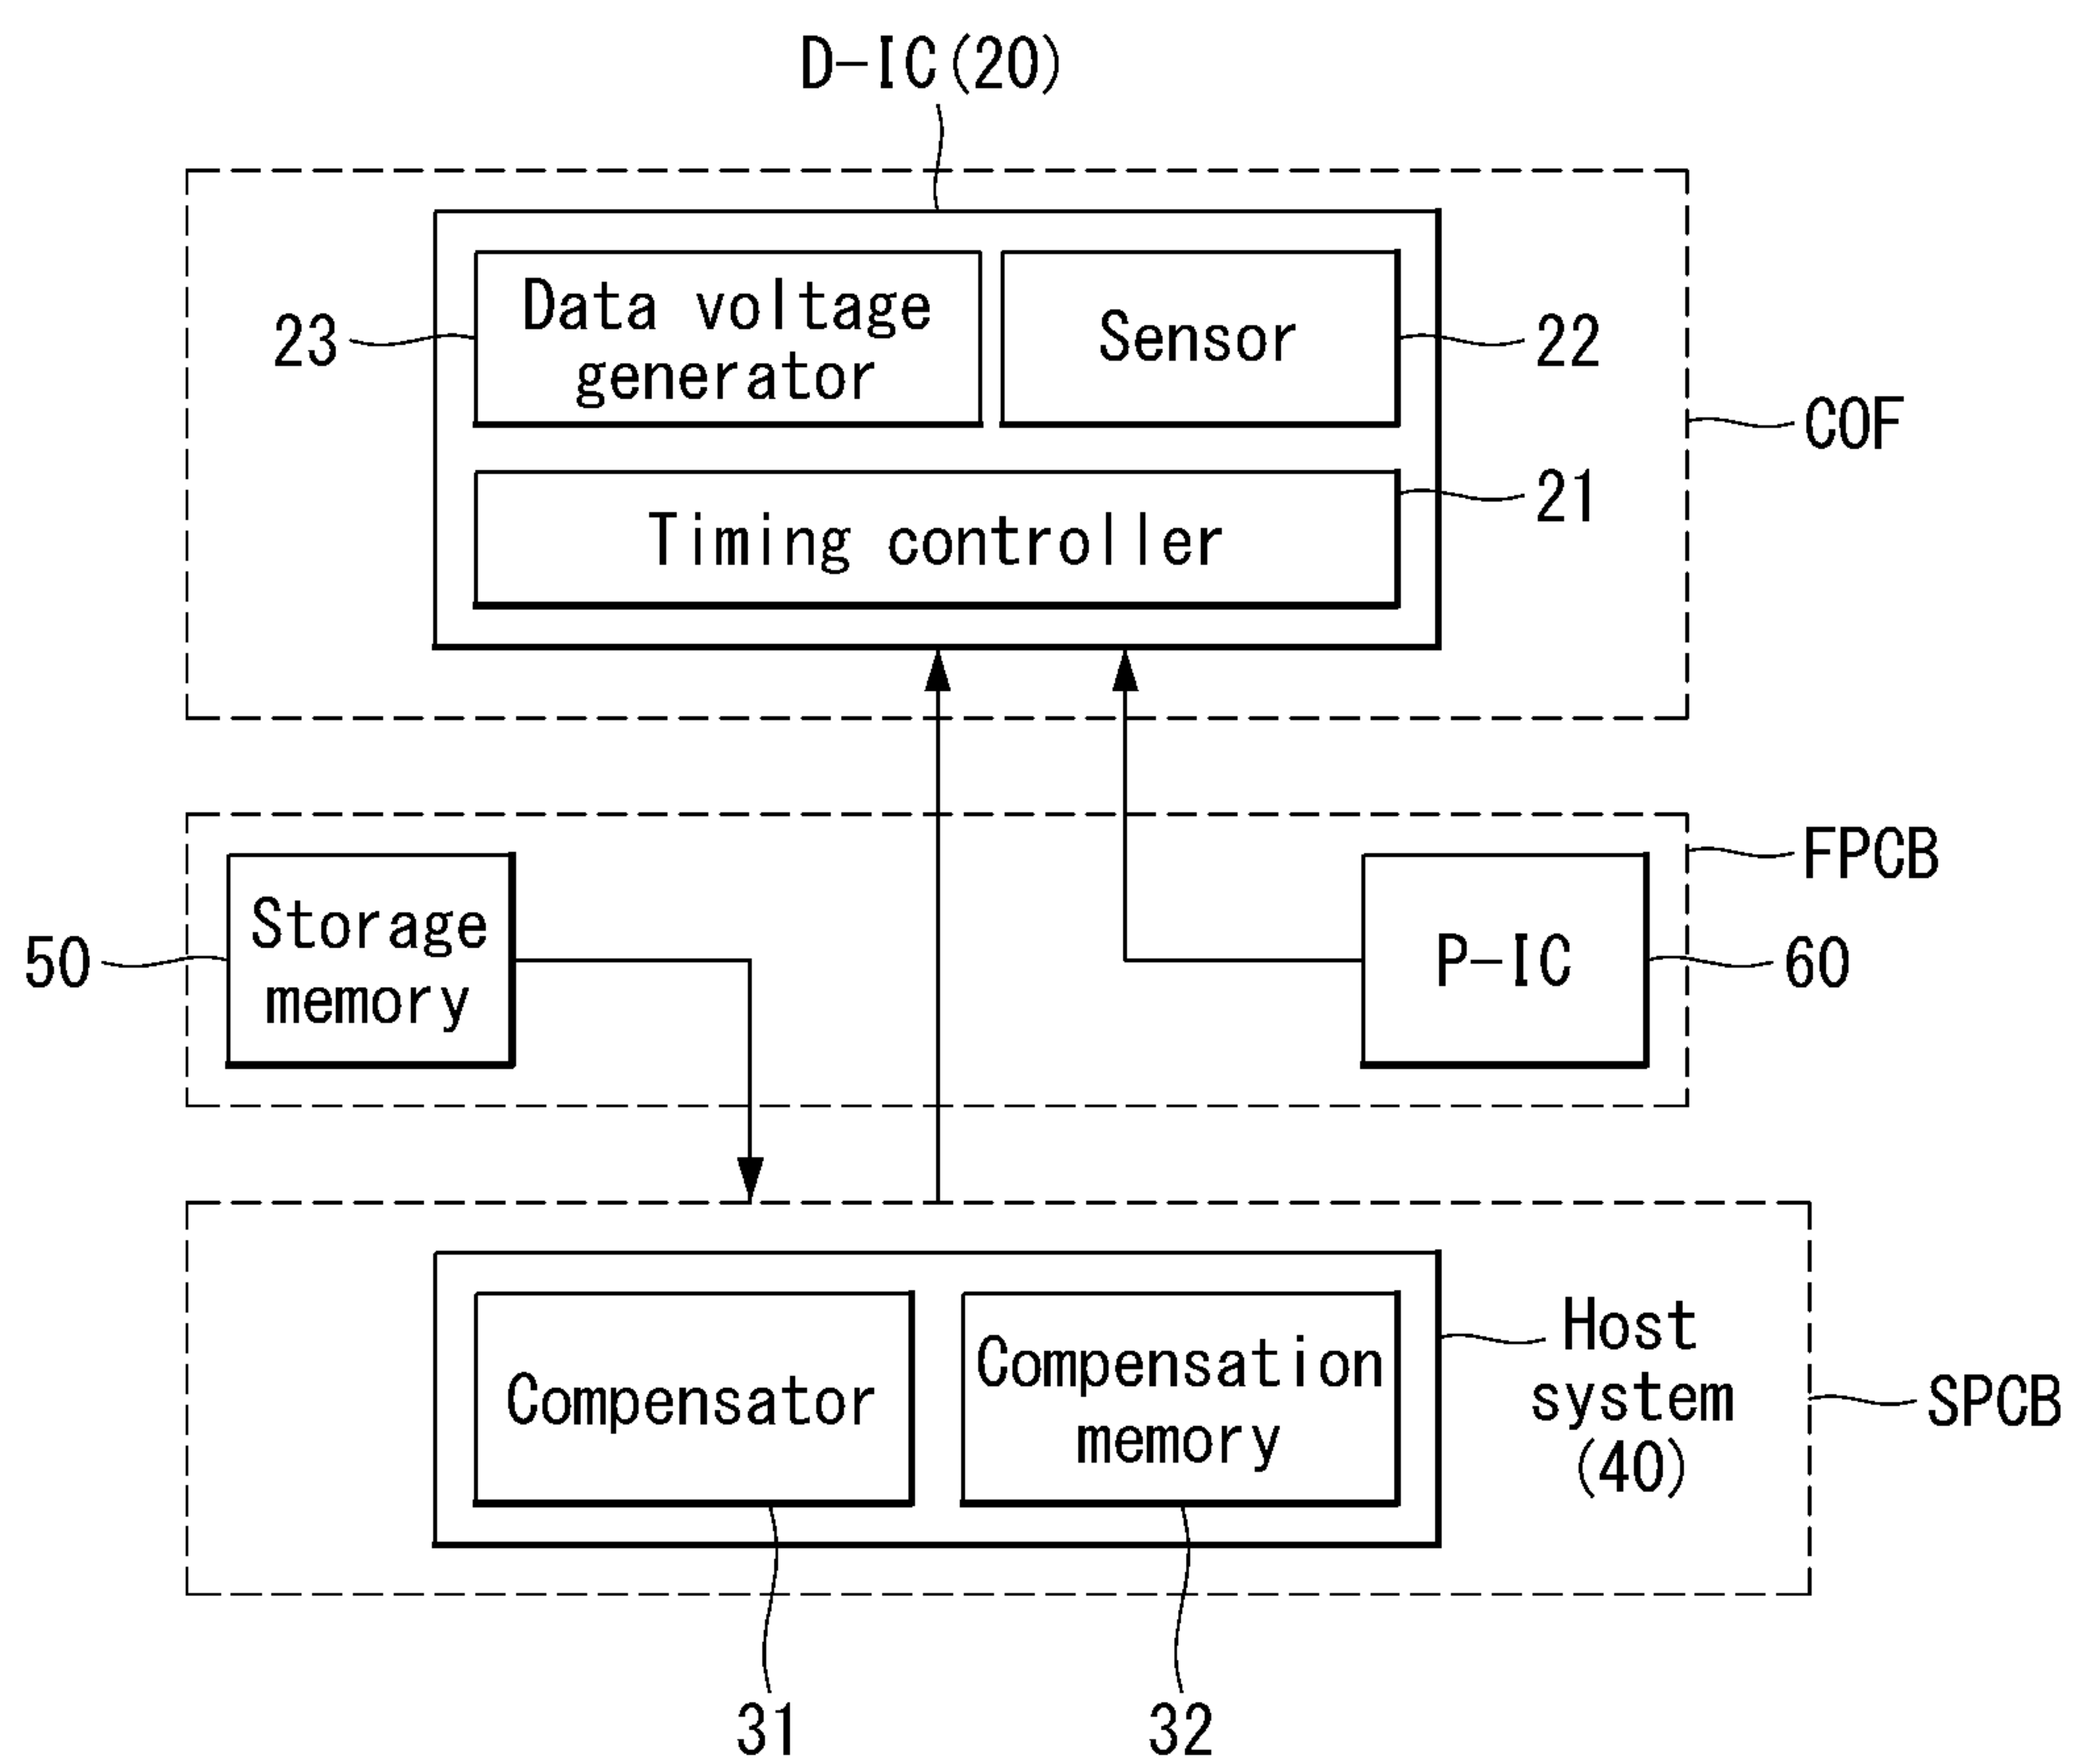 D-IC(20)
Data voltage
generator
23
Sensor
22
COF
21
Timing controller
FPCB
Storage
memory
50
P-IC
60
Host
system
(40)
Compensator
Compensation
memory
SPCB
31
32